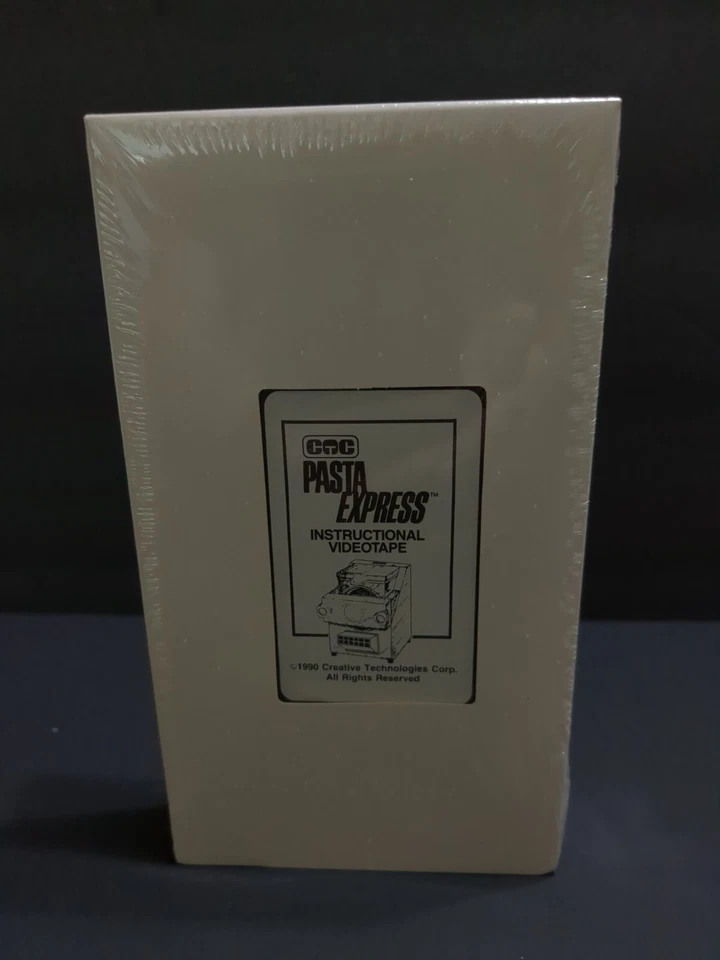 CTC
PASTA
EXPRESS™
INSTRUCTIONAL
VIDEOTAPE
©1990 Creative Technologies Corp.
All Rights Reserved